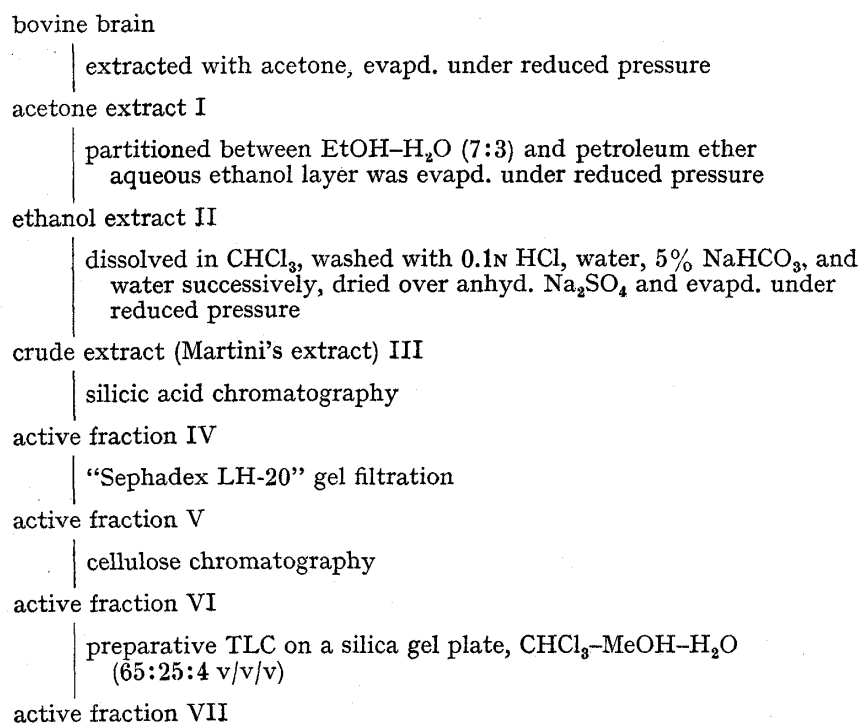 bovine brain
extracted with acetone, evapd. under reduced pressure
acetone extract I
partitioned between EtOH–H₂O (7:3) and petroleum ether
aqueous ethanol layer was evapd. under reduced pressure
ethanol extract II
dissolved in CHCl₃, washed with 0.1N HCl, water, 5% NaHCO₃, and
water successively, dried over anhyd. Na₂SO₄ and evapd. under
reduced pressure
crude extract (Martini's extract) III
silicic acid chromatography
active fraction IV
“Sephadex LH-20” gel filtration
active fraction V
cellulose chromatography
active fraction VI
preparative TLC on a silica gel plate, CHCl₃–MeOH–H₂O
(65:25:4 v/v/v)
active fraction VII